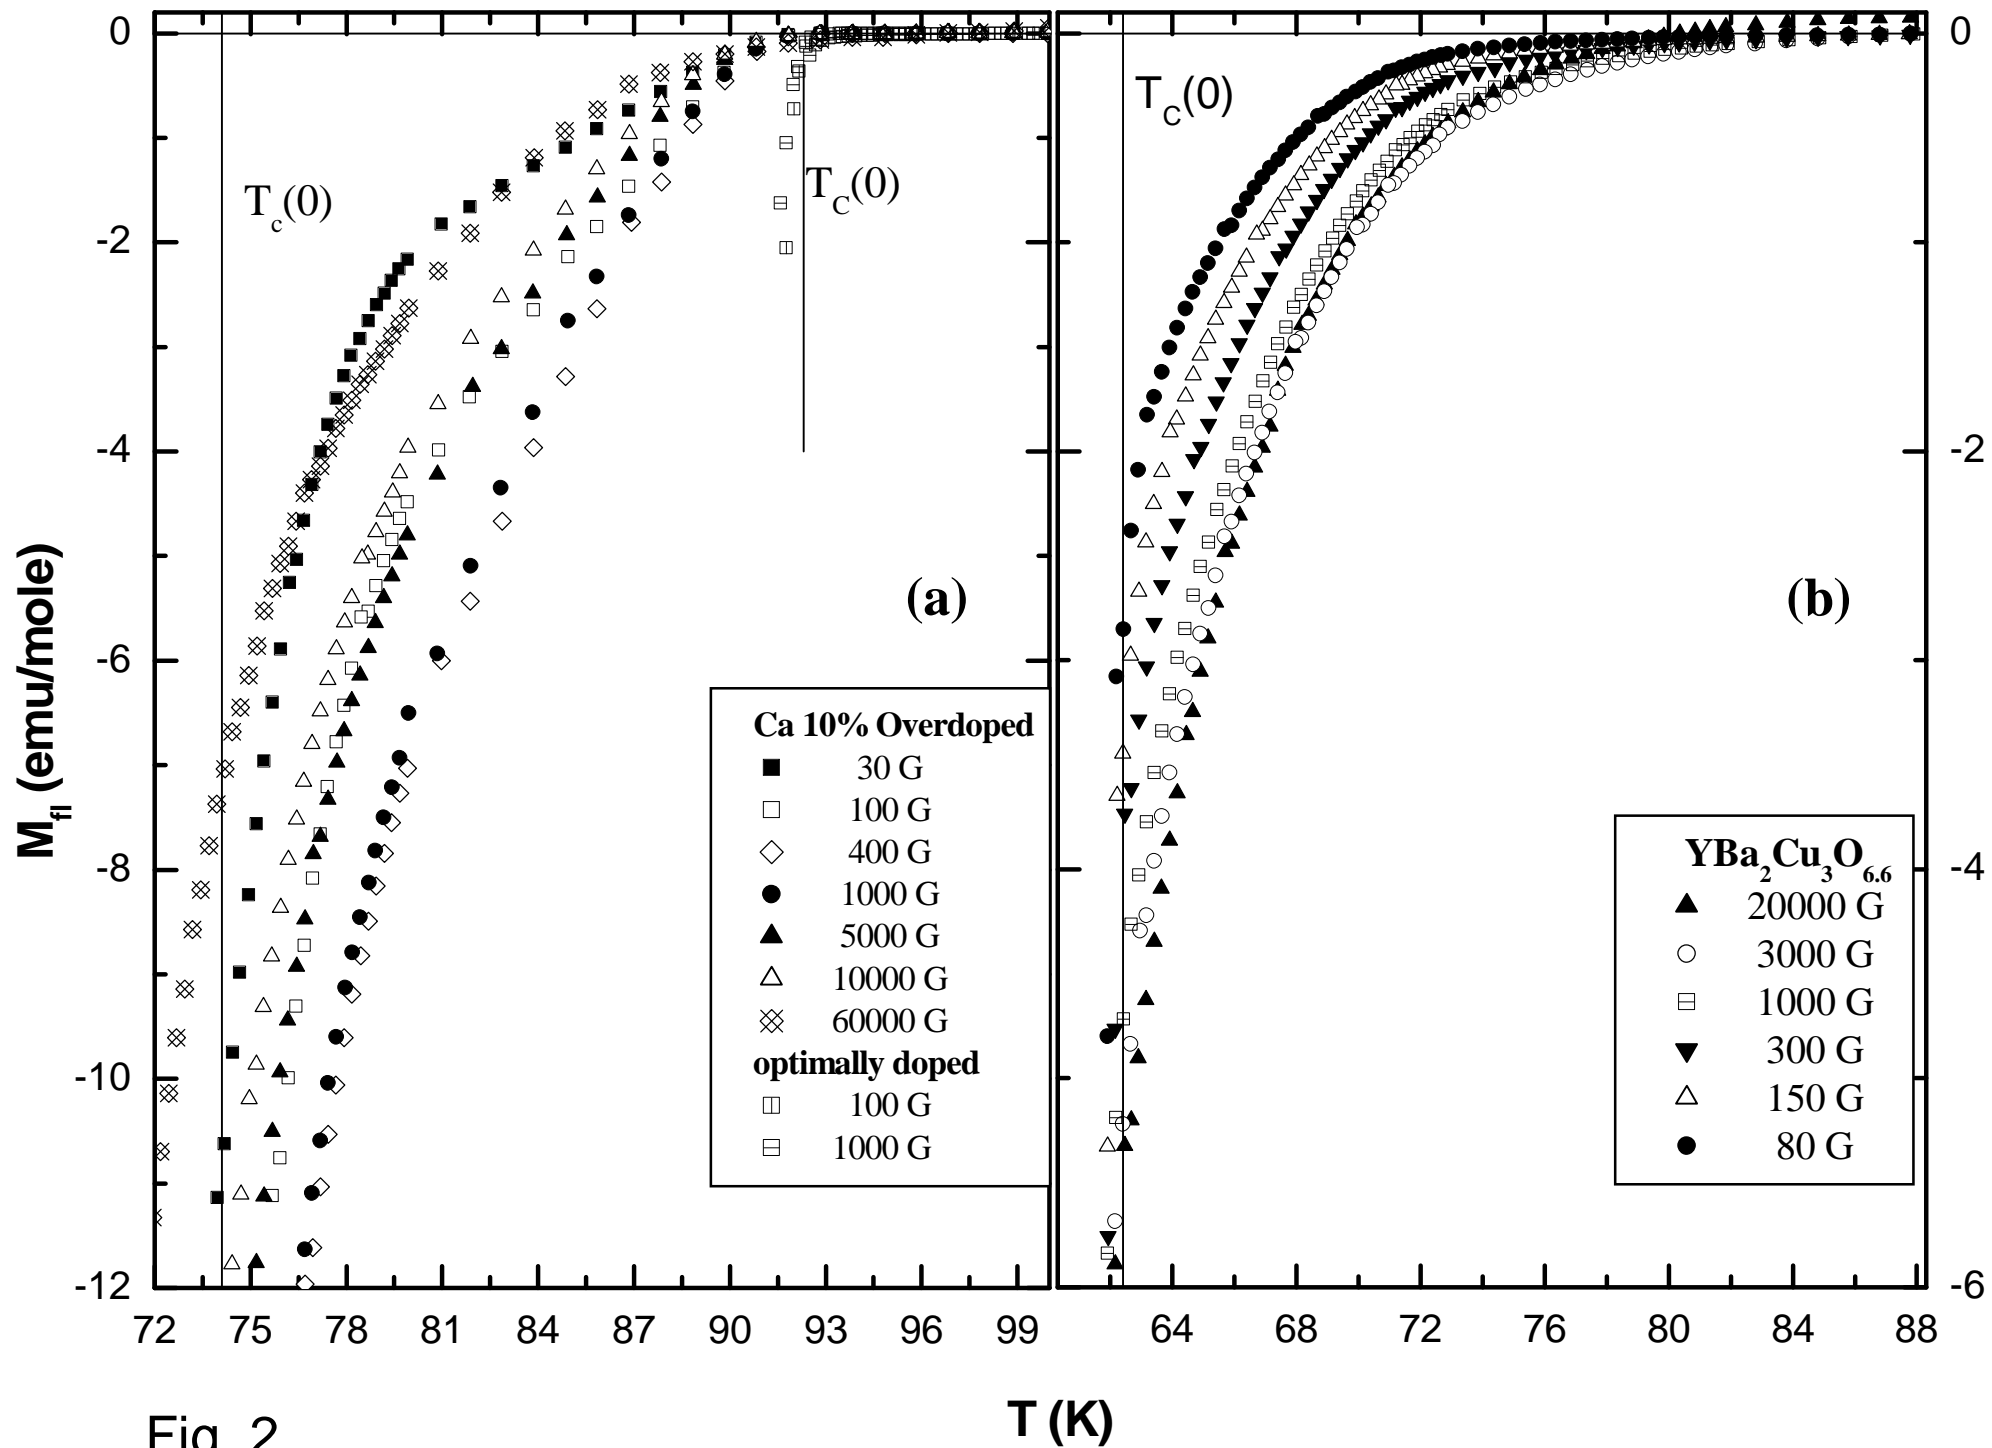 0
-2
-4
-6
-8
-10
-12
M_fl (emu/mole)
T_c(0)
T_C(0)
(a)
Ca 10% Overdoped
30 G
100 G
400 G
1000 G
5000 G
10000 G
60000 G
optimally doped
100 G
1000 G
72 75 78 81 84 87 90 93 96 99
T_C(0)
(b)
YBa_2Cu_3O_6.6
20000 G
3000 G
1000 G
300 G
150 G
80 G
0
-2
-4
-6
64 68 72 76 80 84 88
T (K)
Fig. 2